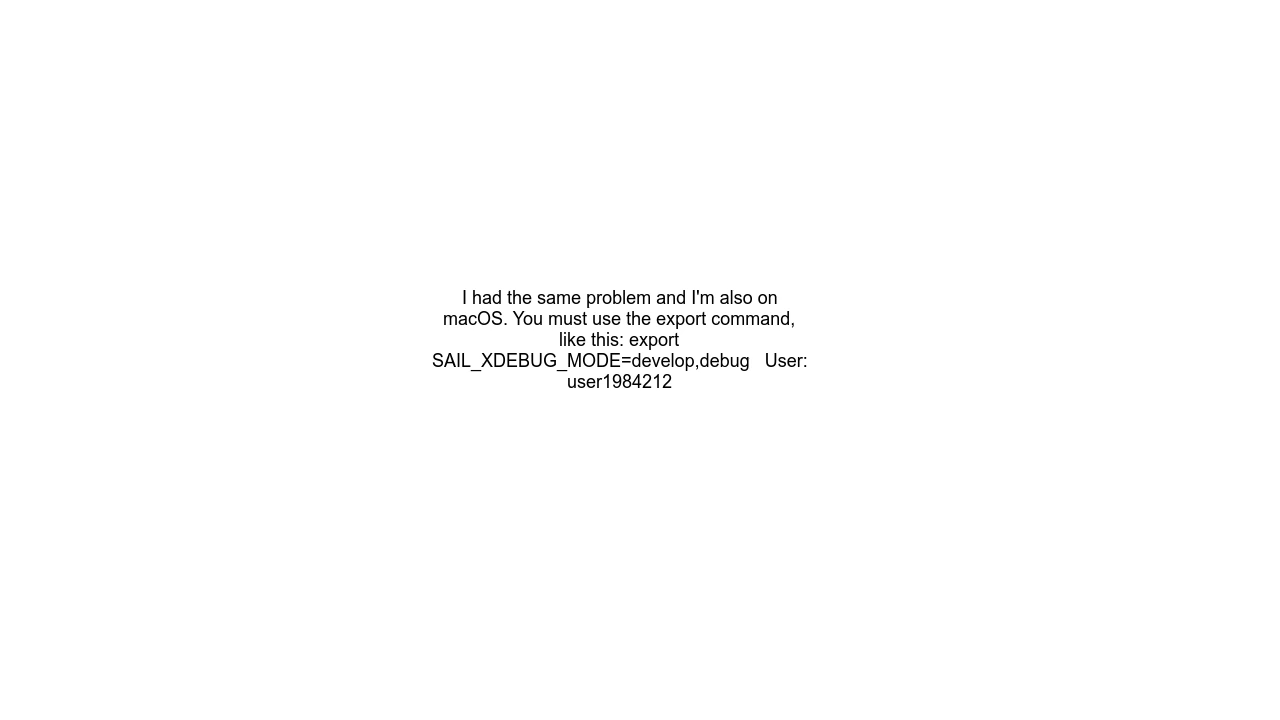 I had the same problem and I'm also on
macOS. You must use the export command,
like this: export
SAIL_XDEBUG_MODE=develop,debug   User:
user1984212